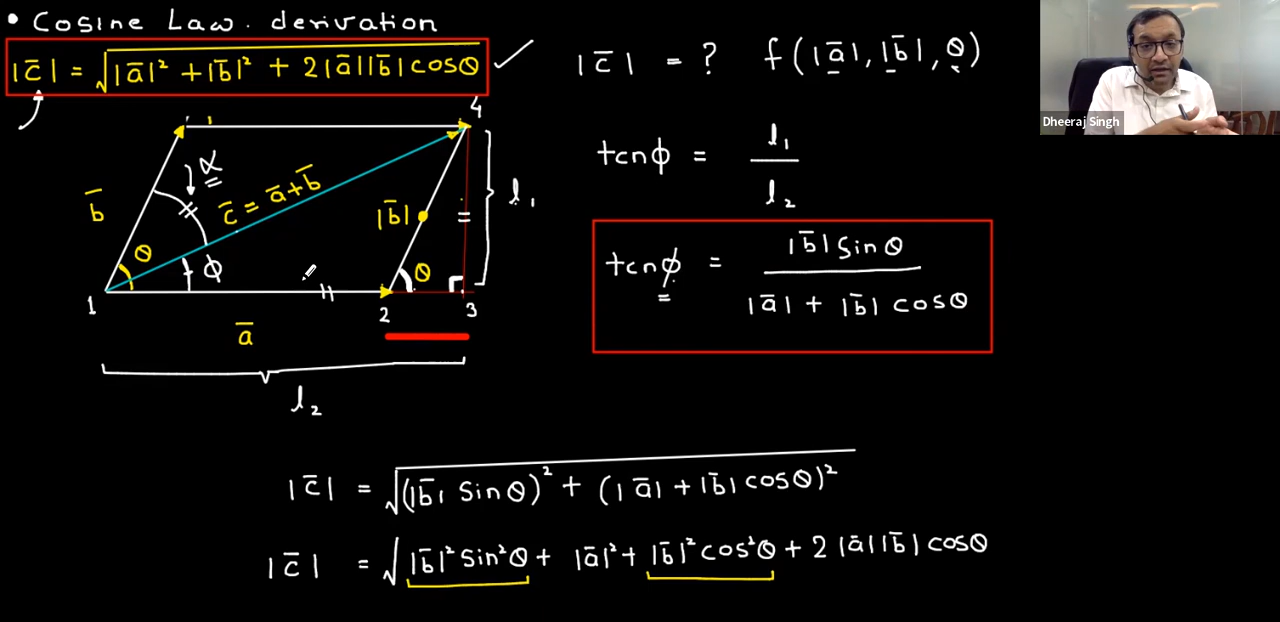 • Cosine Law. derivation
|c̄| = √|ā|² + |b̄|² + 2|ā||b̄| cosθ ✓
|c̄| = ? f(|ā|, |b̄|, θ)
Dheeraj Singh
4
α
b̄
c̄ = ā + b̄
|b̄|
l₁
θ
ϕ
θ
1
2
3
ā
l₂
tanϕ = l₁ / l₂
tanϕ = |b̄| sinθ / |ā| + |b̄| cosθ
|c̄| = √(|b̄| sinθ)² + (|ā| + |b̄| cosθ)²
|c̄| = √|b̄|² sin²θ + |ā|² + |b̄|² cos²θ + 2|ā||b̄| cosθ